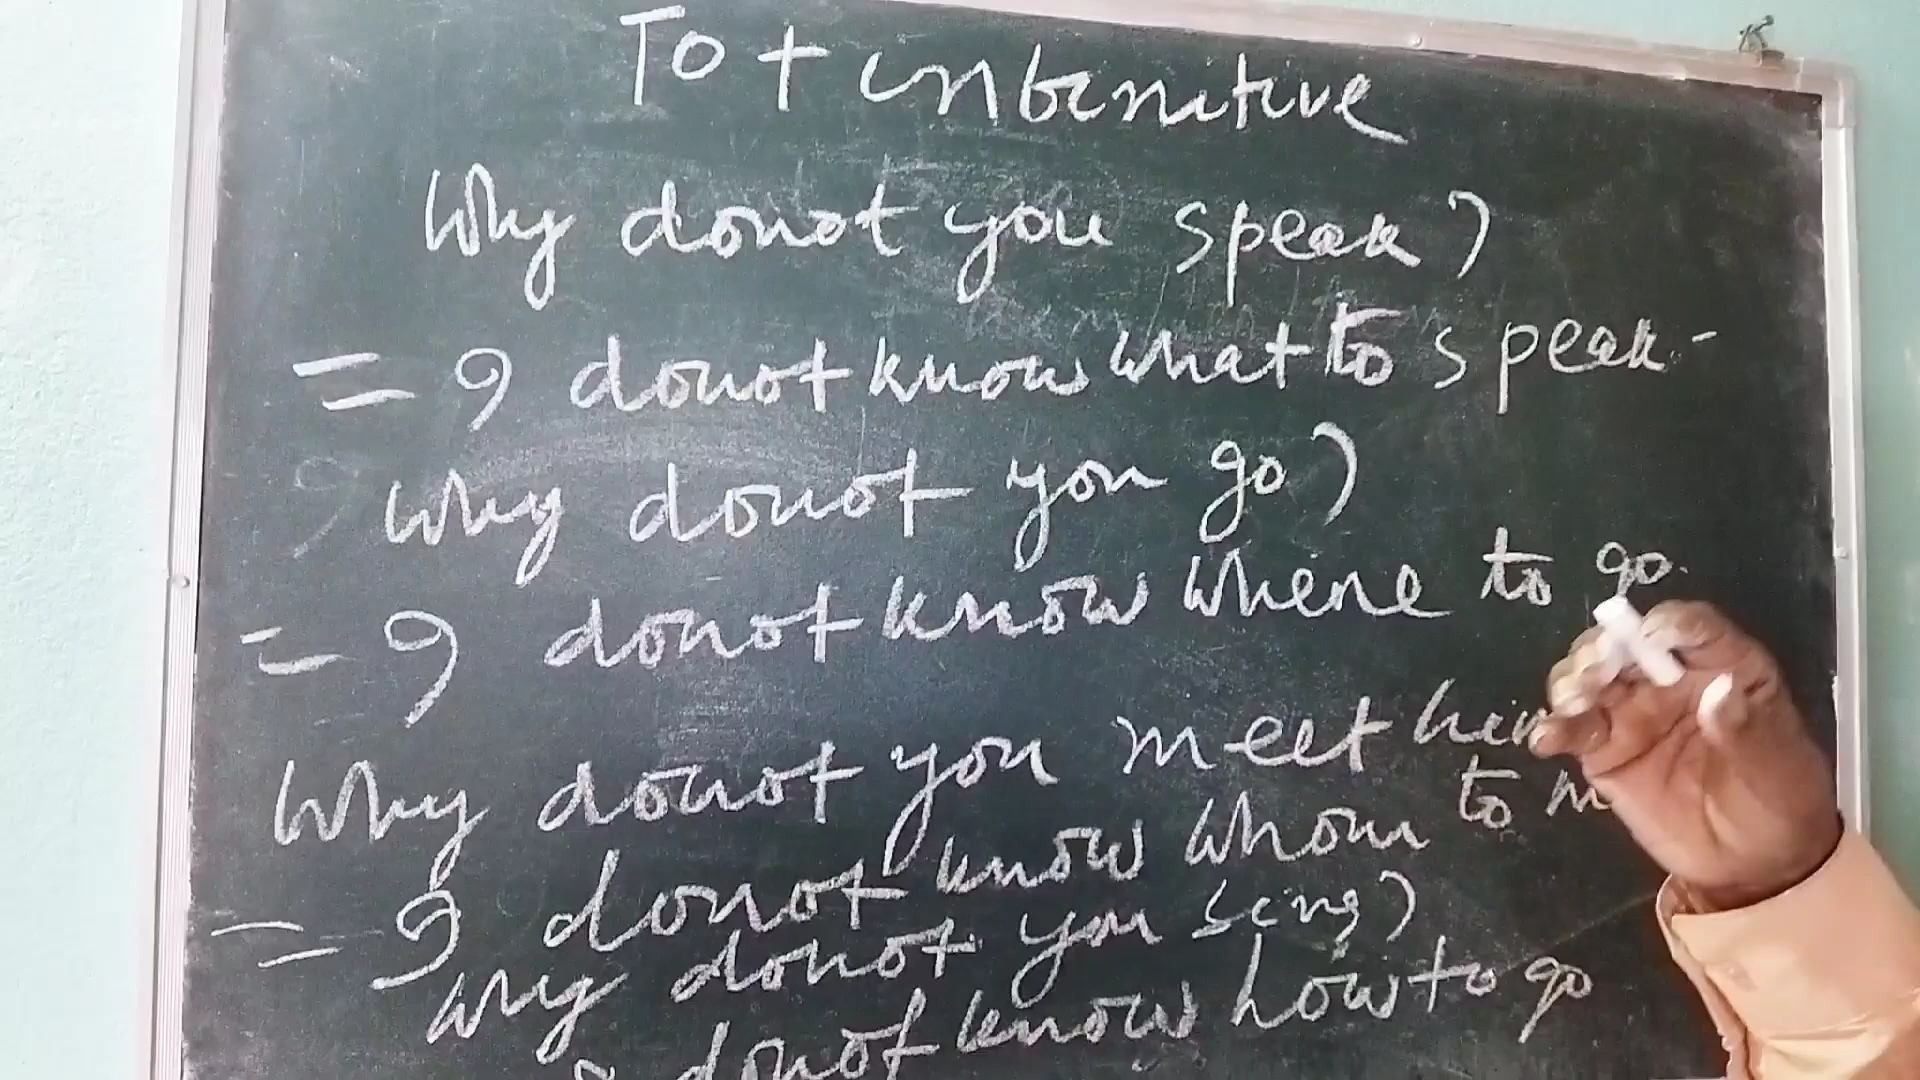 To + infinitive
Why donot you speak?
= I donot know what to speak.
Why donot you go?
= I donot know where to go.
Why donot you meet him
= I donot know whom to m
Why donot you sing?
I donot know how to go